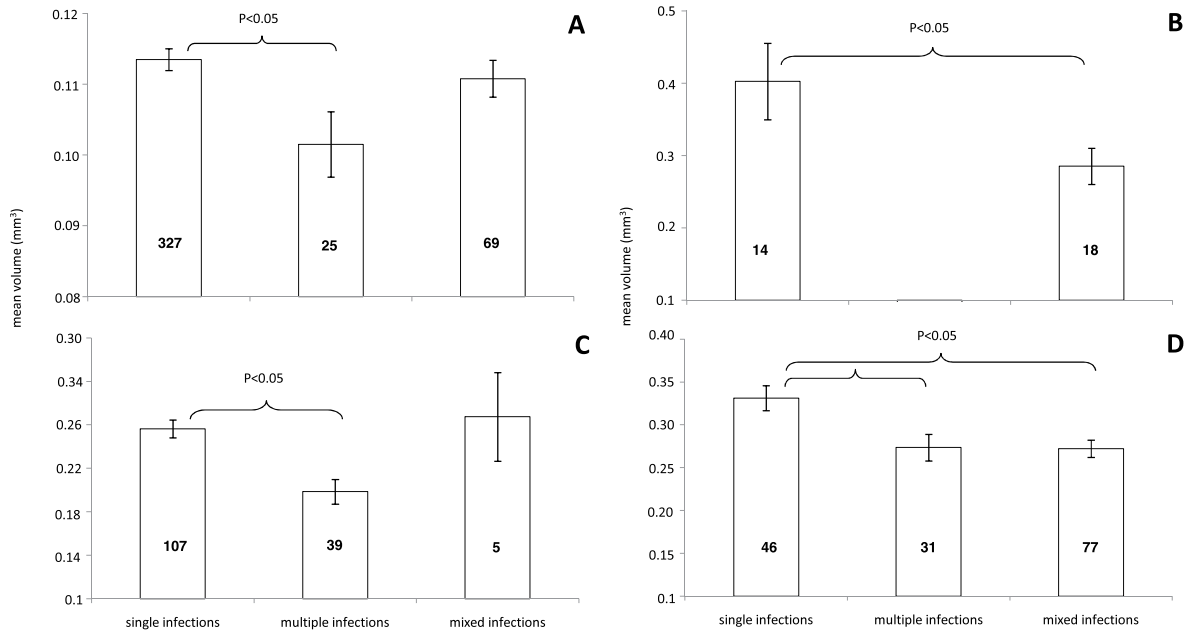 A
P<0.05
0.12
0.11
0.10
0.09
0.08
327
25
69
B
P<0.05
0.5
0.4
0.3
0.2
0.1
14
18
mean volume (mm³)
mean volume (mm³)
C
P<0.05
0.30
0.34
0.26
0.22
0.18
0.14
0.1
107
39
5
single infections
multiple infections
mixed infections
D
P<0.05
0.40
0.35
0.30
0.25
0.20
0.15
0.1
46
31
77
single infections
multiple infections
mixed infections